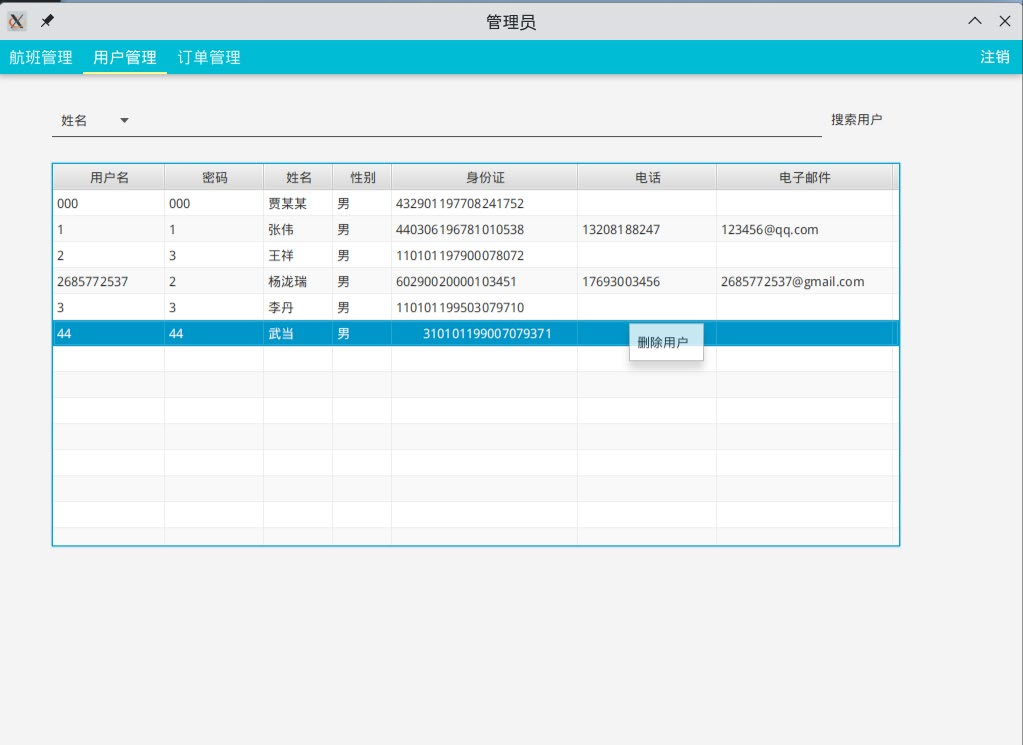 管理员
航班管理 用户管理 订单管理 注销
姓名 搜索用户
用户名 密码 姓名 性别 身份证 电话 电子邮件
000 000 贾某某 男 432901197708241752
1 1 张伟 男 440306196781010538 13208188247 123456@qq.com
2 3 王祥 男 110101197900078072
2685772537 2 杨泷瑞 男 60290020000103451 17693003456 2685772537@gmail.com
3 3 李丹 男 110101199503079710
44 44 武当 男 310101199007079371
删除用户